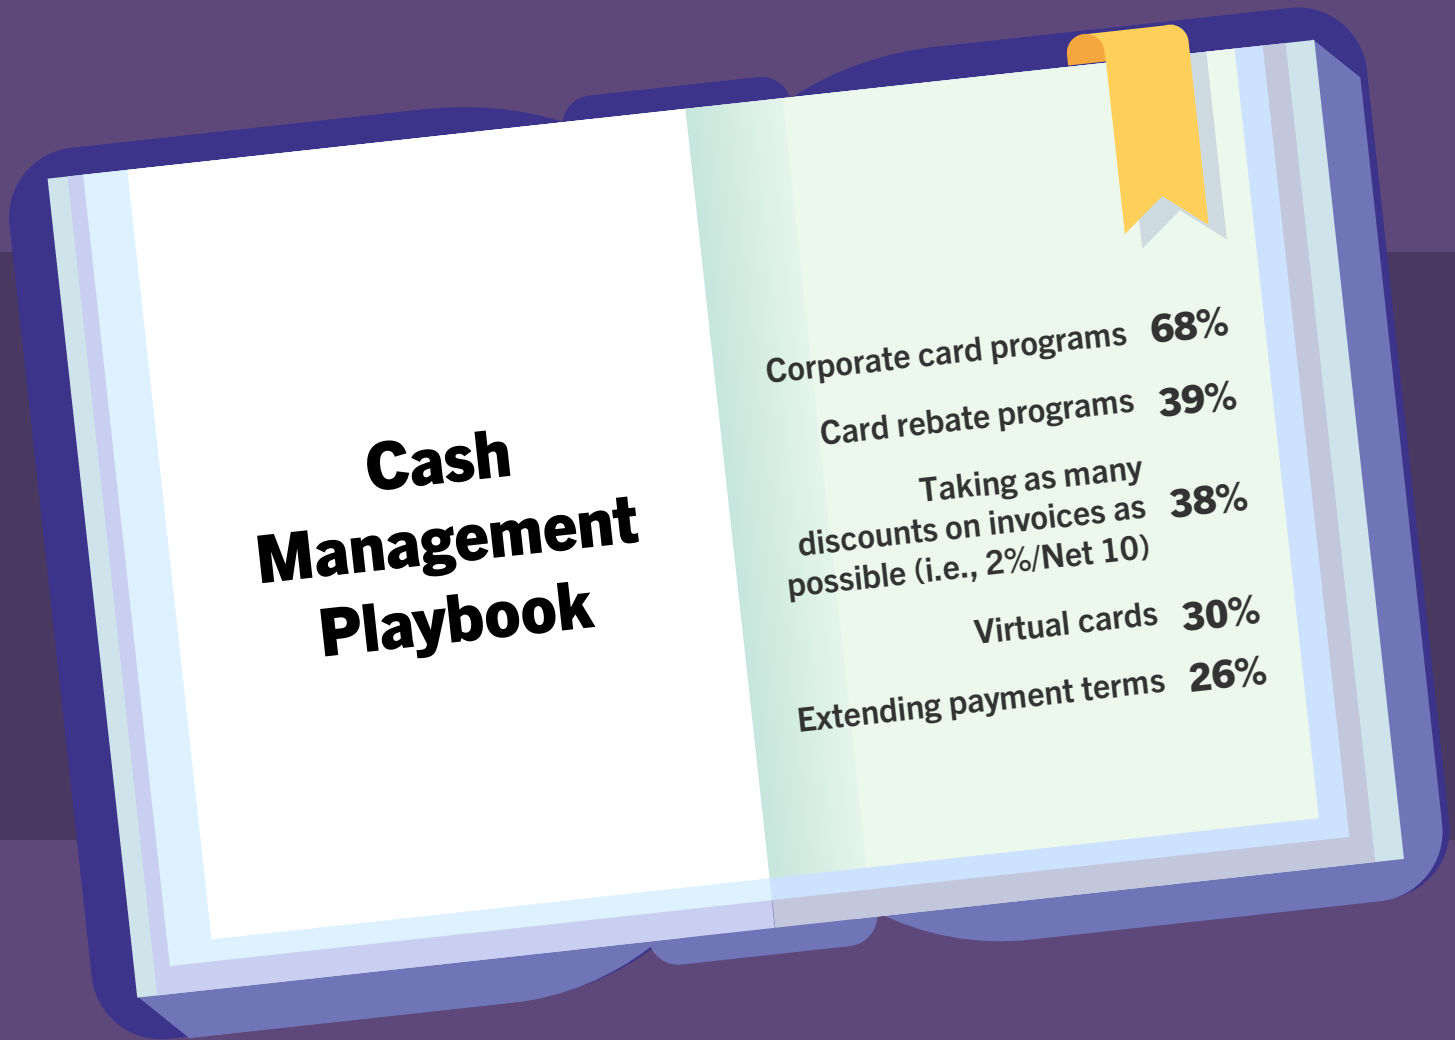 Cash
Management
Playbook
Corporate card programs 68%
Card rebate programs 39%
Taking as many
discounts on invoices as 38%
possible (i.e., 2%/Net 10)
Virtual cards 30%
Extending payment terms 26%